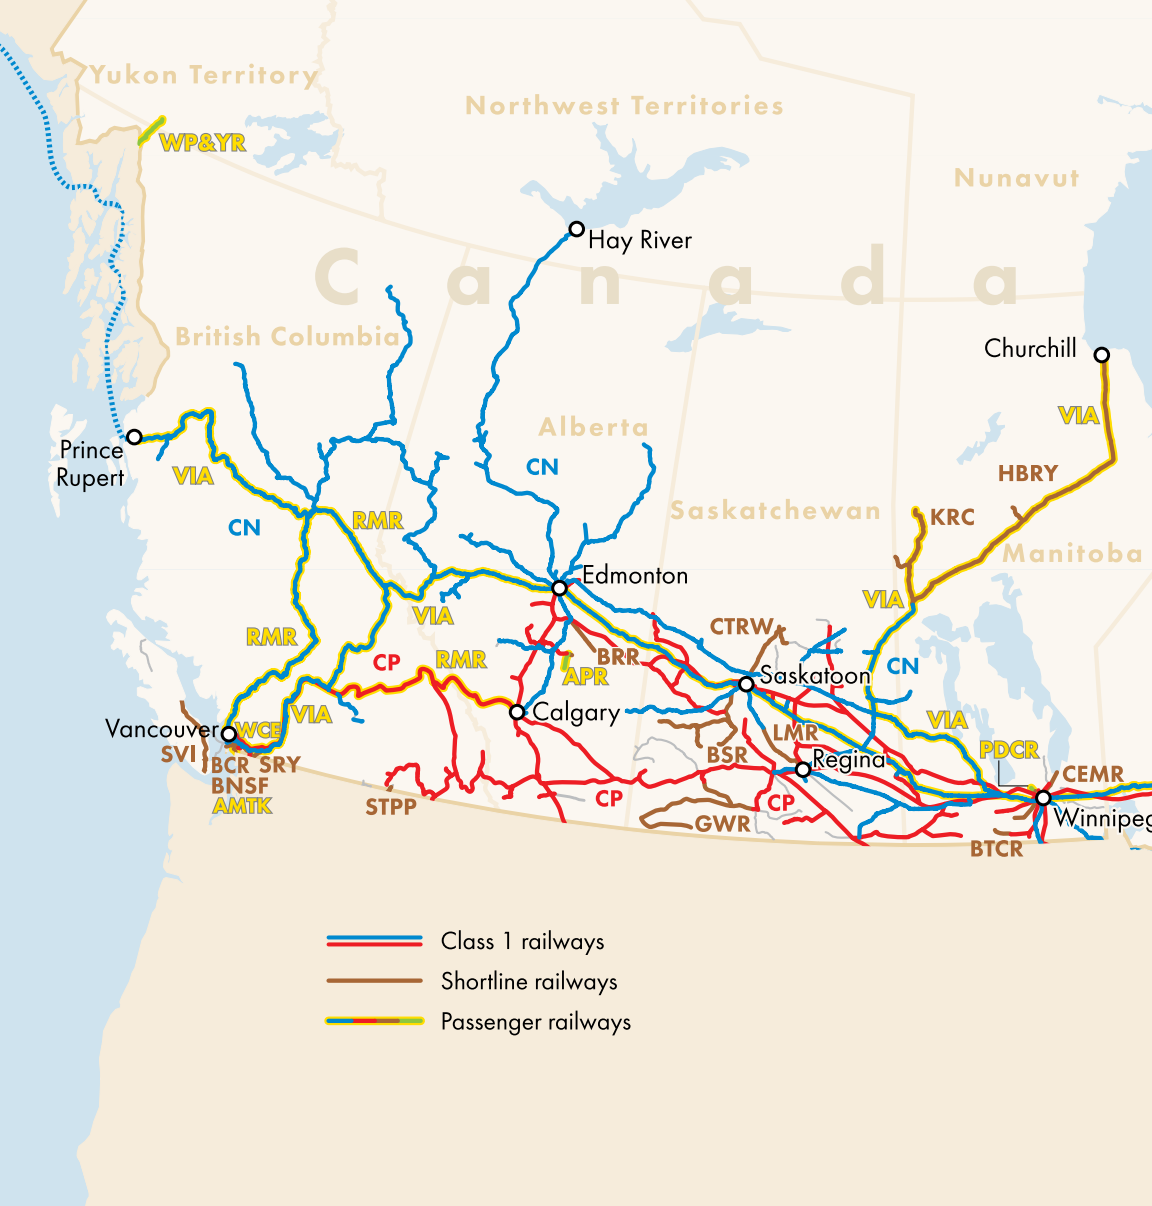 Yukon Territory
Northwest Territories
WP&YR
Nunavut
Hay River
Canada
British Columbia
Churchill
VIA
Alberta
Prince
Rupert
VIA
CN
HBRY
Saskatchewan
KRC
CN
RMR
Manitoba
Edmonton
VIA
VIA
CTRW
RMR
CP
RMR
BRR
CN
APR
Saskatoon
VIA
Calgary
VIA
Vancouver
WCE
LMR
SVI
BCR
SRY
BSR
Regina
PDCR
CEMR
BNSF
AMTK
STPP
CP
CP
GWR
Winnipeg
BTCR
Class 1 railways
Shortline railways
Passenger railways